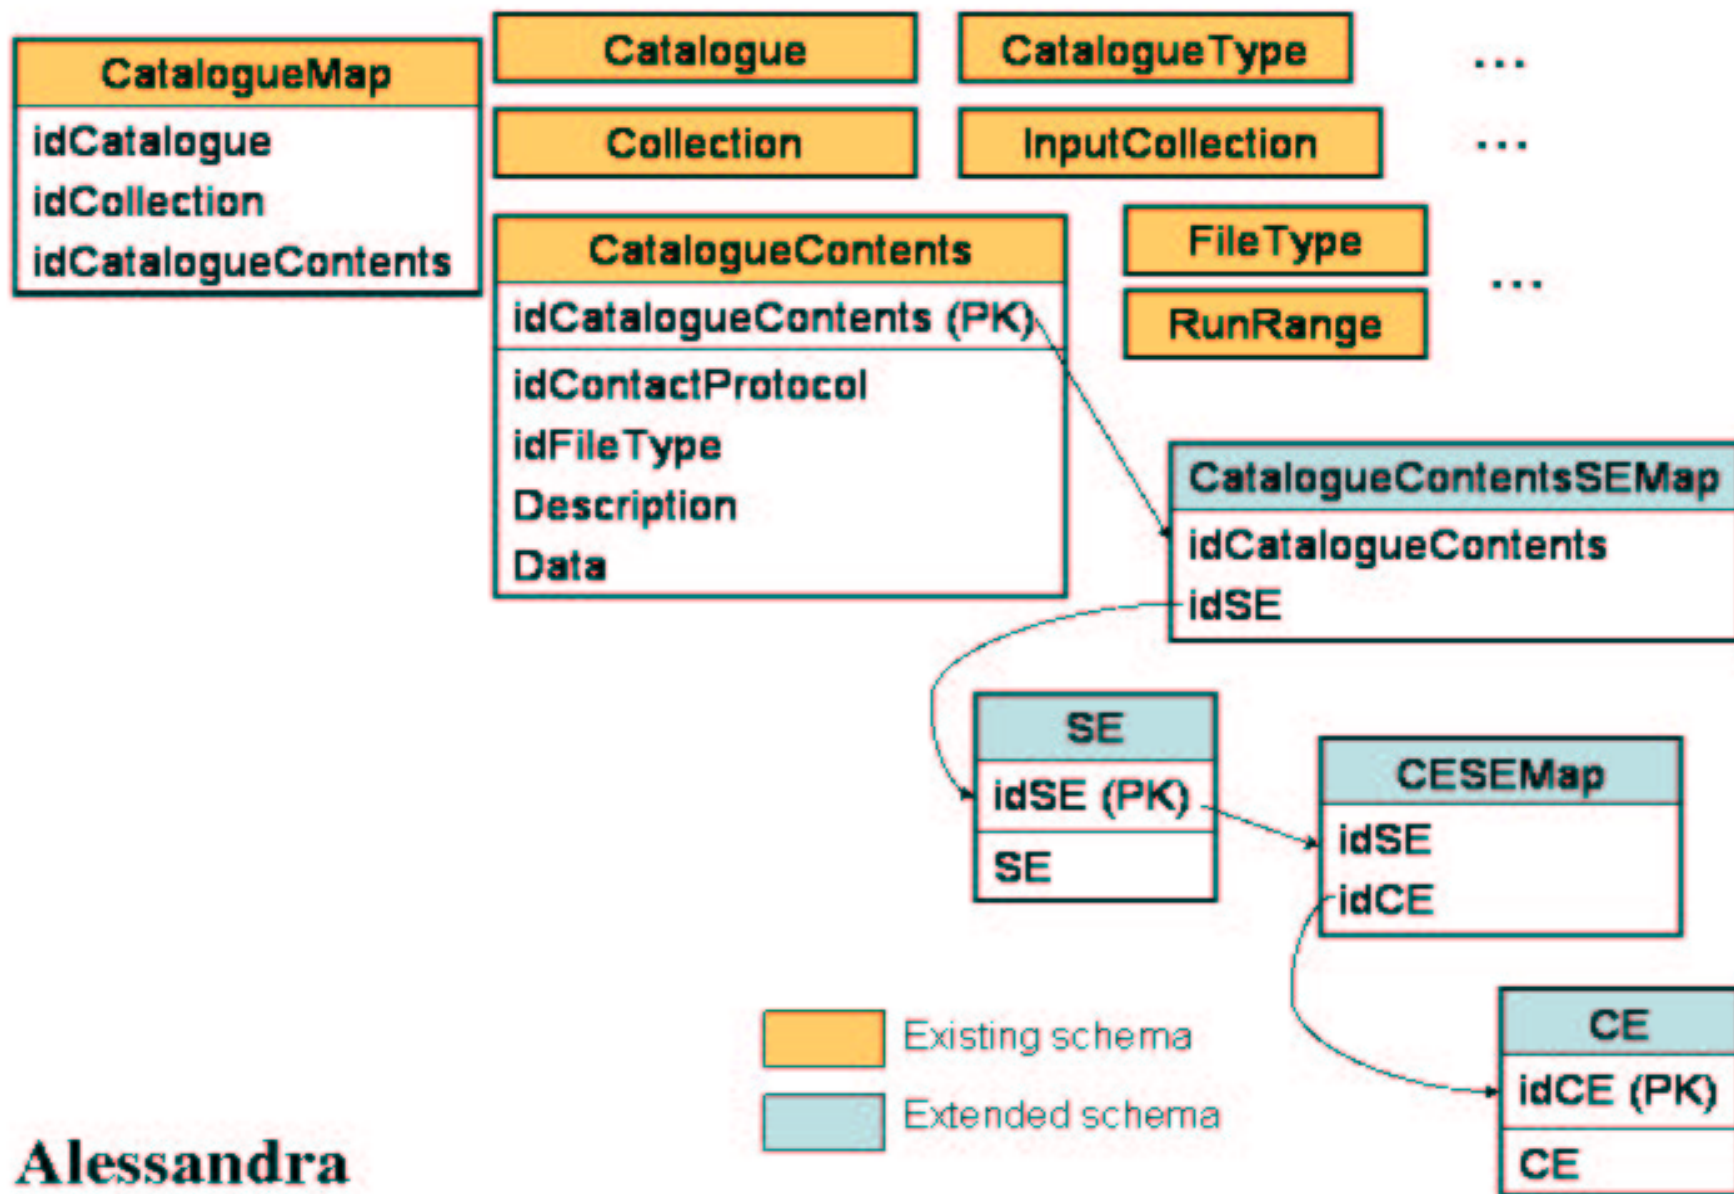 CatalogueMap
idCatalogue
idCollection
idCatalogueContents
Catalogue
CatalogueType
...
Collection
InputCollection
...
CatalogueContents
idCatalogueContents (PK)
idContactProtocol
idFileType
Description
Data
FileType
RunRange
...
CatalogueContentsSEMap
idCatalogueContents
idSE
SE
idSE (PK)
SE
CESEMap
idSE
idCE
CE
idCE (PK)
CE
Existing schema
Extended schema
Alessandra